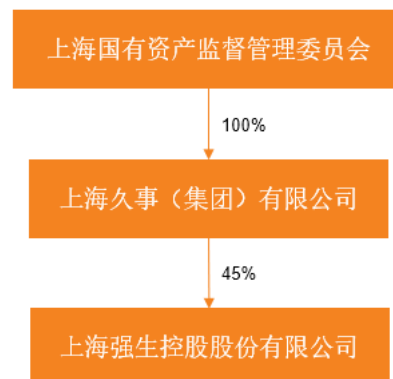 上海国有资产监督管理委员会
100%
上海久事（集团）有限公司
45%
上海强生控股股份有限公司